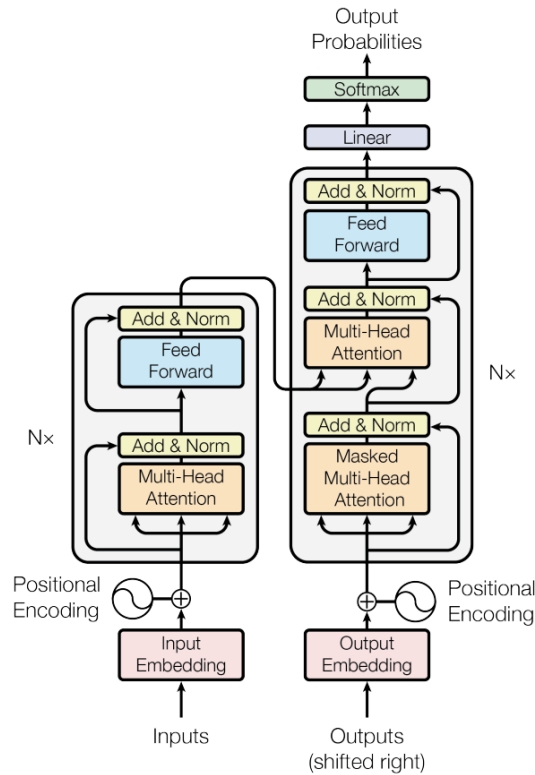 Output
Probabilities
Softmax
Linear
Add & Norm
Feed
Forward
Add & Norm
Multi-Head
Attention
Add & Norm
Masked
Multi-Head
Attention
N×
Add & Norm
Feed
Forward
Add & Norm
Multi-Head
Attention
N×
Positional
Encoding
Positional
Encoding
Input
Embedding
Output
Embedding
Inputs
Outputs
(shifted right)